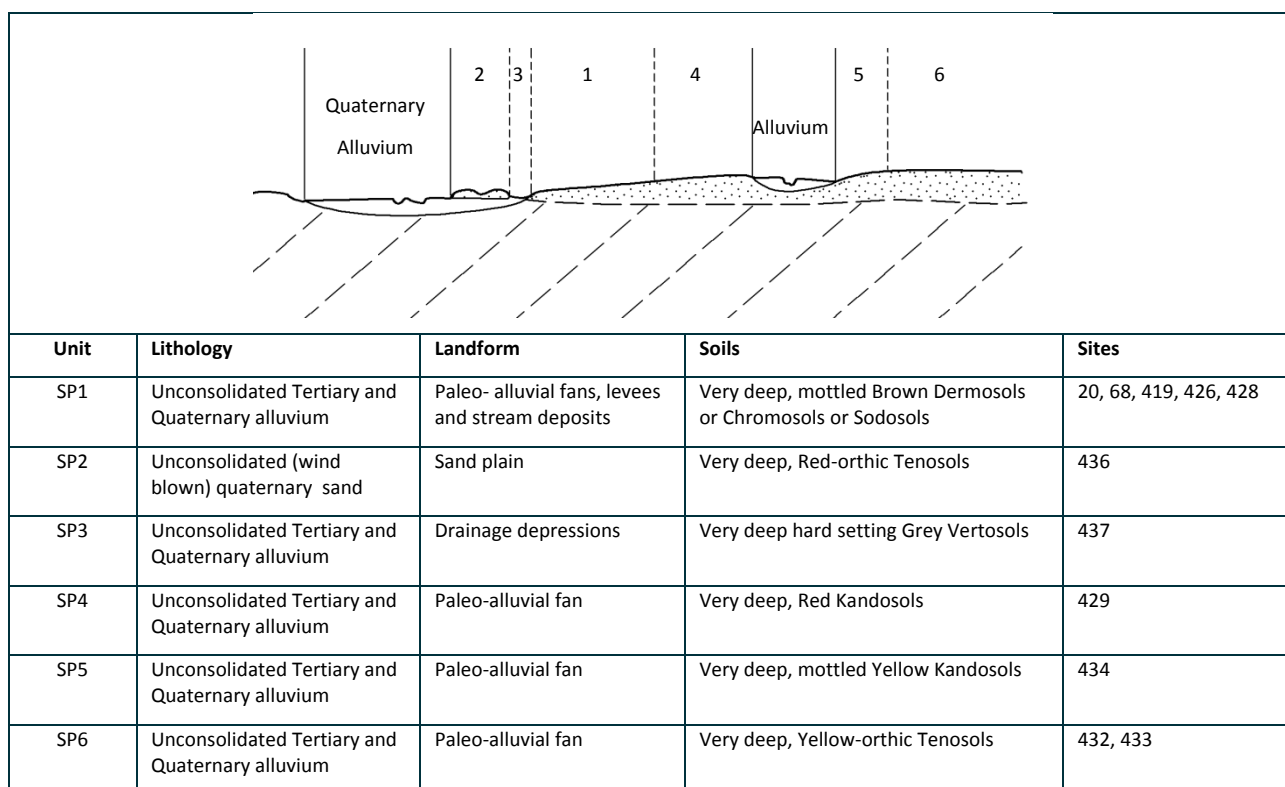 2 3 1 4 5 6
Quaternary
Alluvium
Alluvium
Unit Lithology Landform Soils Sites
SP1 Unconsolidated Tertiary and Paleo- alluvial fans, levees Very deep, mottled Brown Dermosols 20, 68, 419, 426, 428
Quaternary alluvium and stream deposits or Chromosols or Sodosols
SP2 Unconsolidated (wind Sand plain Very deep, Red-orthic Tenosols 436
blown) quaternary sand
SP3 Unconsolidated Tertiary and Drainage depressions Very deep hard setting Grey Vertosols 437
Quaternary alluvium
SP4 Unconsolidated Tertiary and Paleo-alluvial fan Very deep, Red Kandosols 429
Quaternary alluvium
SP5 Unconsolidated Tertiary and Paleo-alluvial fan Very deep, mottled Yellow Kandosols 434
Quaternary alluvium
SP6 Unconsolidated Tertiary and Paleo-alluvial fan Very deep, Yellow-orthic Tenosols 432, 433
Quaternary alluvium